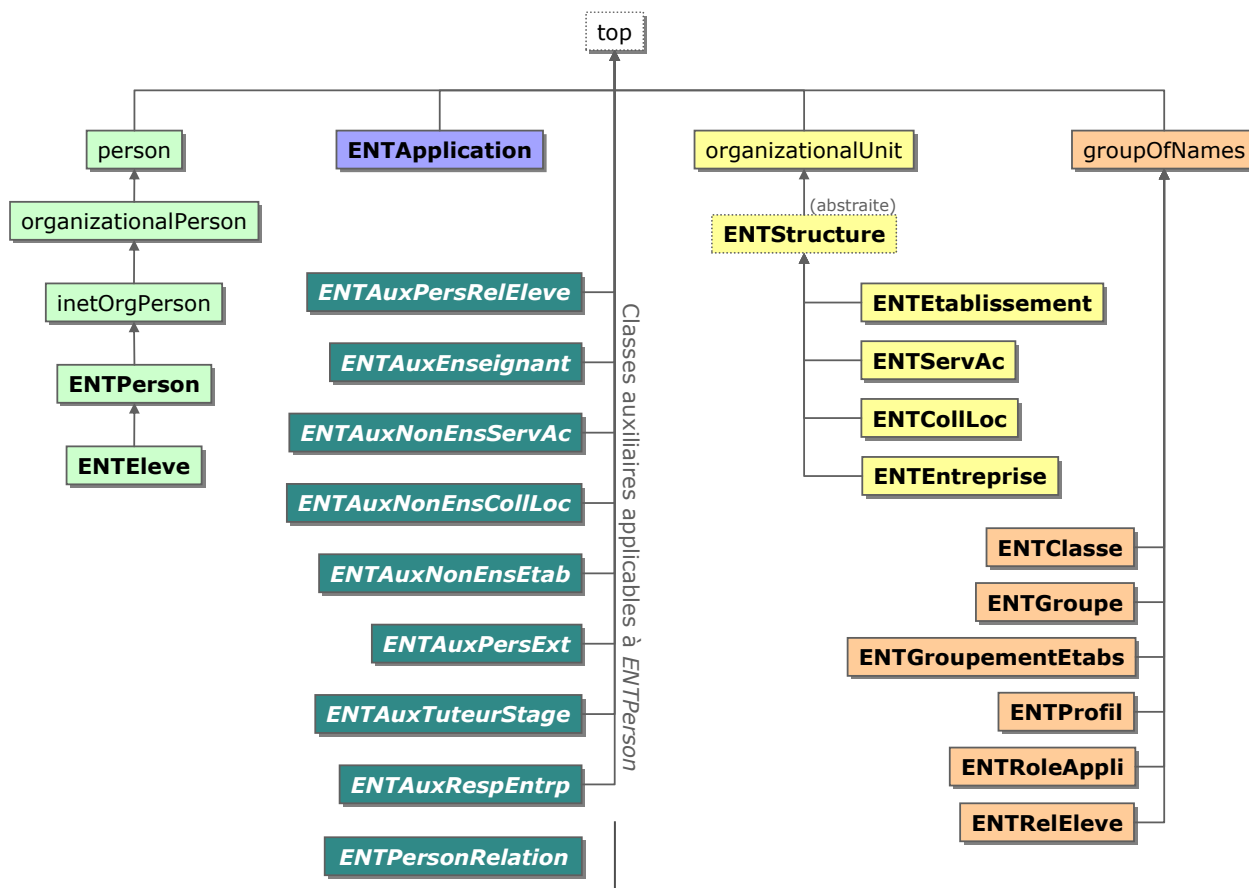 top
person
ENTApplication
organizationalUnit
groupOfNames
organizationalPerson
(abstraite)
ENTStructure
inetOrgPerson
ENTPerson
ENTEleve
ENTAuxPersRelEleve
ENTAuxEnseignant
ENTAuxNonEnsServAc
ENTAuxNonEnsCollLoc
ENTAuxNonEnsEtab
ENTAuxPersExt
ENTAuxTuteurStage
ENTAuxRespEntrp
ENTPersonRelation
Classes auxiliaires applicables à ENTPerson
ENTEtablissement
ENTServAc
ENTCollLoc
ENTEntreprise
ENTClasse
ENTGroupe
ENTGroupementEtabs
ENTProfil
ENTRoleAppli
ENTRelEleve